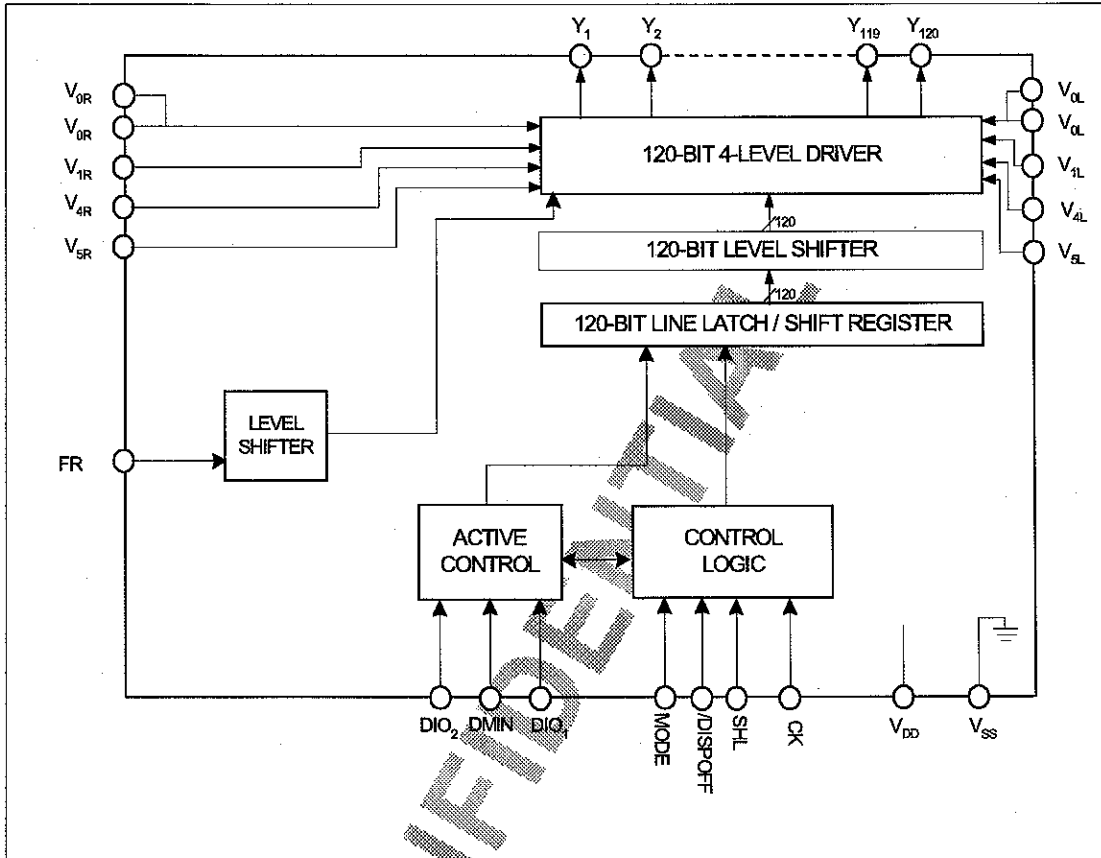 Y1 Y2 Y119 Y120
V0R
V0R
V1R
V4R
V5R
V0L
V0L
V1L
V4L
V5L
120-BIT 4-LEVEL DRIVER
120
120-BIT LEVEL SHIFTER
120
120-BIT LINE LATCH / SHIFT REGISTER
LEVEL
SHIFTER
FR
ACTIVE
CONTROL
CONTROL
LOGIC
DIO2 DMIN DIO1 MODE /DISPOFF SHL CK VDD VSS